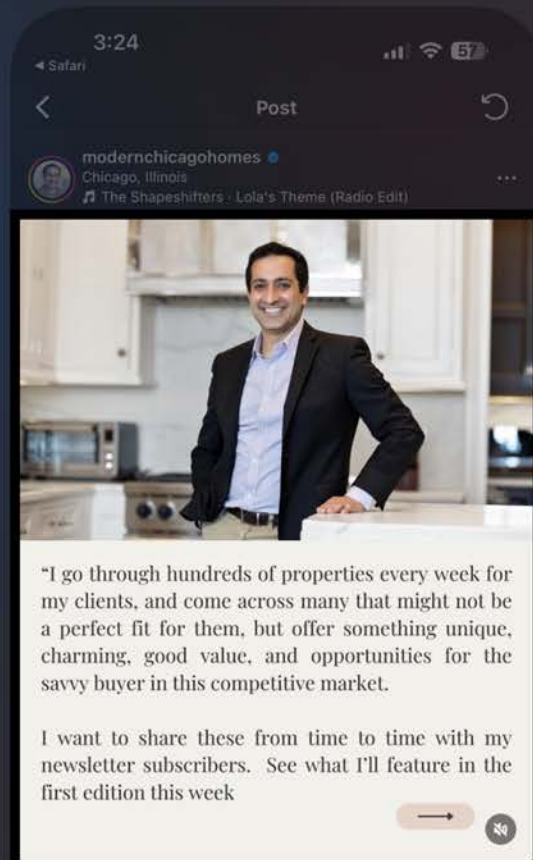 3:24
57
◄ Safari
Post
modernchicagohomes
Chicago, Illinois
The Shapeshifters · Lola's Theme (Radio Edit)
“I go through hundreds of properties every week for
my clients, and come across many that might not be
a perfect fit for them, but offer something unique,
charming, good value, and opportunities for the
savvy buyer in this competitive market.
I want to share these from time to time with my
newsletter subscribers.  See what I’ll feature in the
first edition this week